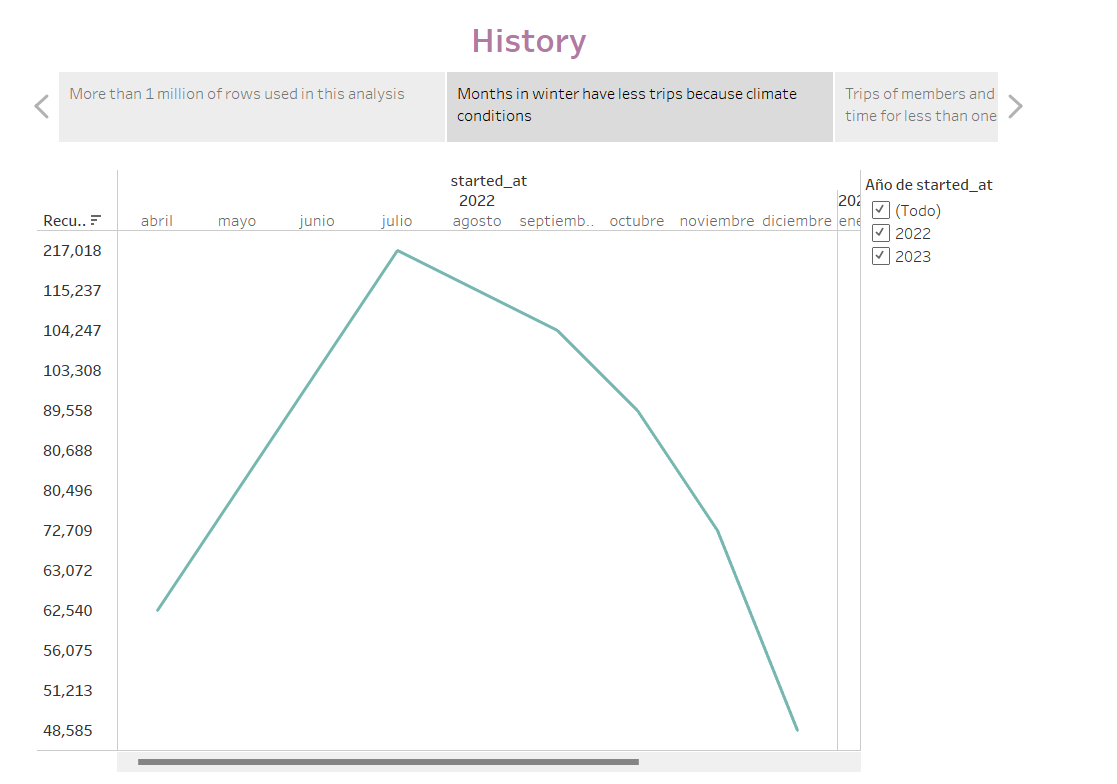 History
More than 1 million of rows used in this analysis
Months in winter have less trips because climate
conditions
Trips of members and
time for less than one
started_at
2022
202
Recu..
abril mayo junio julio agosto septiemb.. octubre noviembre diciembre ene
217,018
115,237
104,247
103,308
89,558
80,688
80,496
72,709
63,072
62,540
56,075
51,213
48,585
Año de started_at
(Todo)
2022
2023